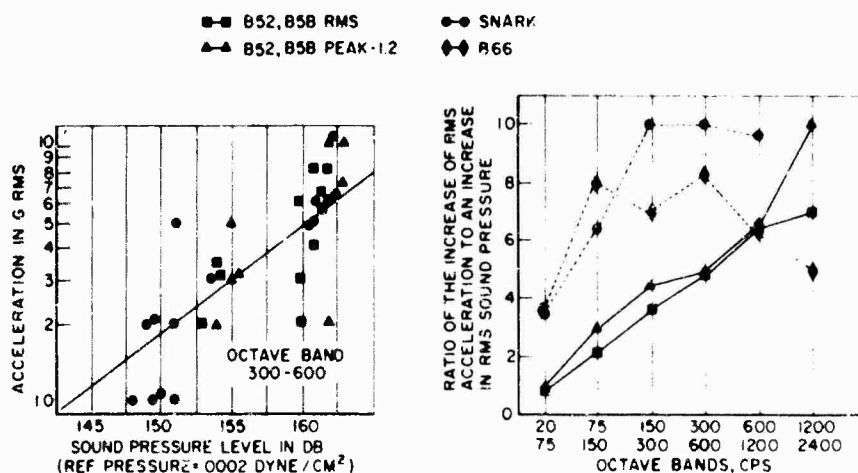 B52, B58 RMS
SNARK
B52, B58 PEAK-1.2
B66
ACCELERATION IN G RMS
10
9
8
7
6
5
4
3
2
1 0
OCTAVE BAND
300-600
145 150 155 160
SOUND PRESSURE LEVEL IN DB
(REF PRESSURE= 0002 DYNE/CM²)
RATIO OF THE INCREASE OF RMS
ACCELERATION TO AN INCREASE
IN RMS SOUND PRESSURE
10
8
6
4
2
0
20 75 150 300 600 1200
75 150 300 600 1200 2400
OCTAVE BANDS, CPS